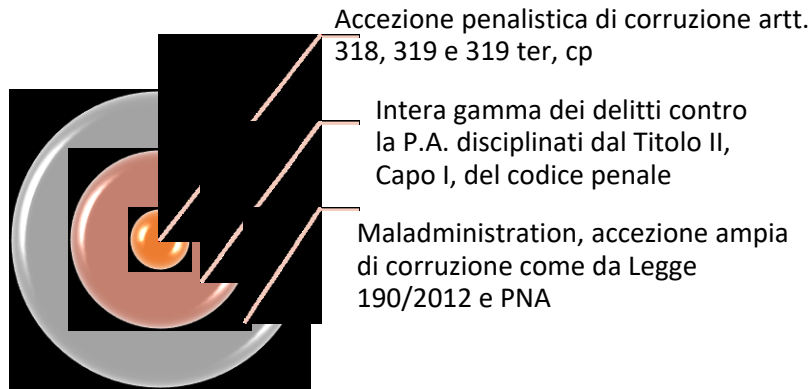 Accezione penalistica di corruzione artt.
318, 319 e 319 ter, cp
Intera gamma dei delitti contro
la P.A. disciplinati dal Titolo II,
Capo I, del codice penale
Maladministration, accezione ampia
di corruzione come da Legge
190/2012 e PNA